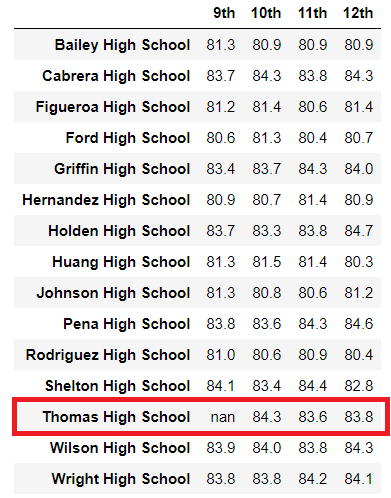 9th 10th 11th 12th
Bailey High School 81.3 80.9 80.9 80.9
Cabrera High School 83.7 84.3 83.8 84.3
Figueroa High School 81.2 81.4 80.6 81.4
Ford High School 80.6 81.3 80.4 80.7
Griffin High School 83.4 83.7 84.3 84.0
Hernandez High School 80.9 80.7 81.4 80.9
Holden High School 83.7 83.3 83.8 84.7
Huang High School 81.3 81.5 81.4 80.3
Johnson High School 81.3 80.8 80.6 81.2
Pena High School 83.8 83.6 84.3 84.6
Rodriguez High School 81.0 80.6 80.9 80.4
Shelton High School 84.1 83.4 84.4 82.8
Thomas High School nan 84.3 83.6 83.8
Wilson High School 83.9 84.0 83.8 84.3
Wright High School 83.8 83.8 84.2 84.1